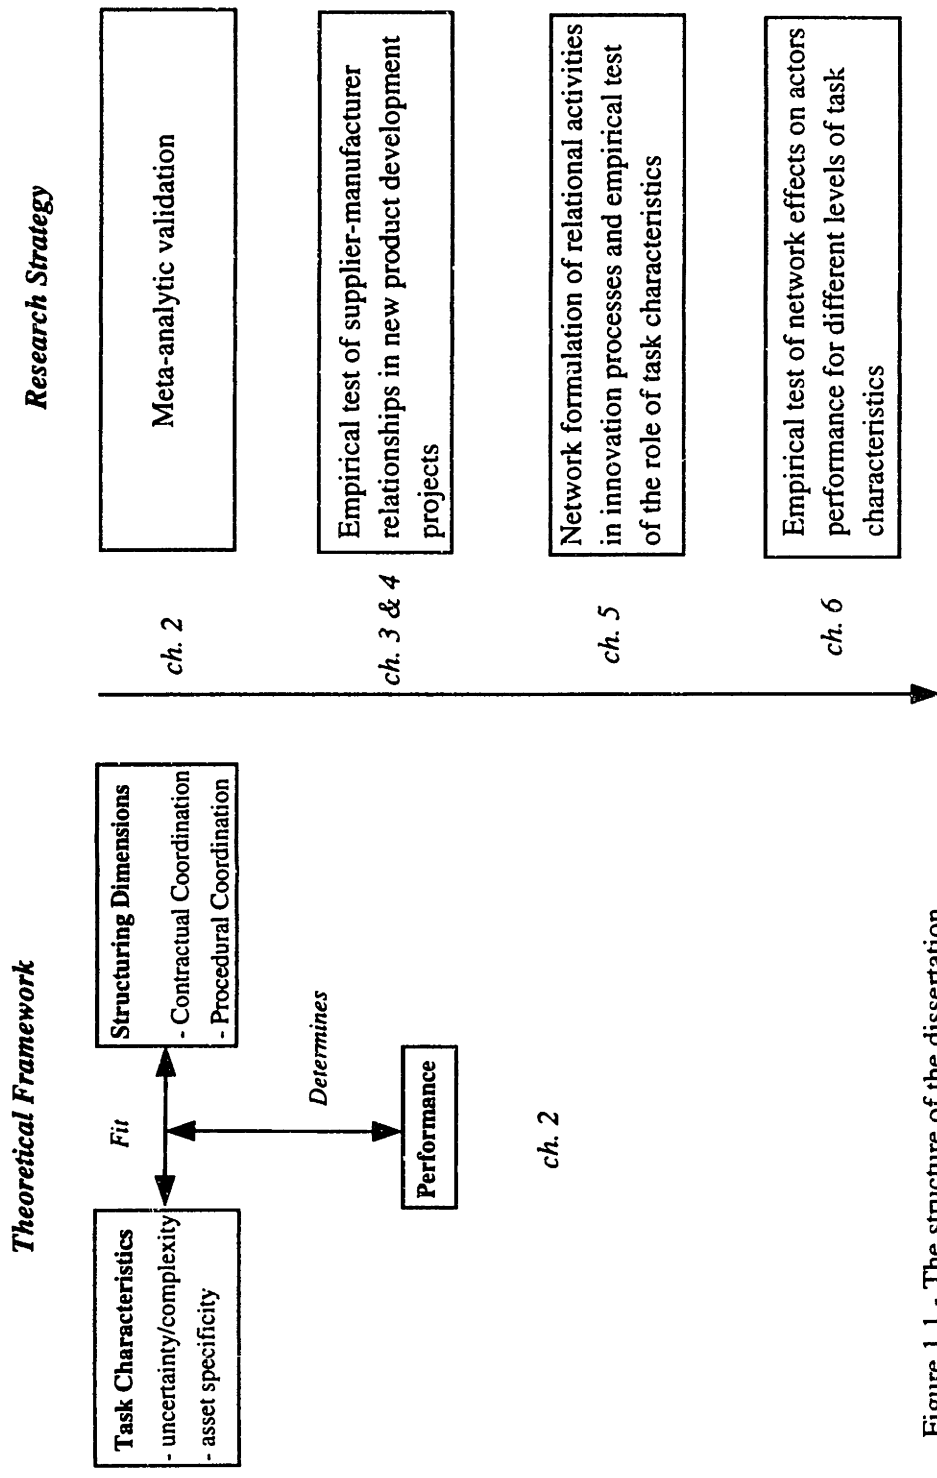 Theoretical Framework
Task Characteristics
- uncertainty/complexity
- asset specificity
Fit
Structuring Dimensions
- Contractual Coordination
- Procedural Coordination
Determines
Performance
ch. 2
Research Strategy
ch. 2
Meta-analytic validation
ch. 3 & 4
Empirical test of supplier-manufacturer
relationships in new product development
projects
ch. 5
Network formulation of relational activities
in innovation processes and empirical test
of the role of task characteristics
ch. 6
Empirical test of network effects on actors
performance for different levels of task
characteristics
Figure 1.1 - The structure of the dissertation